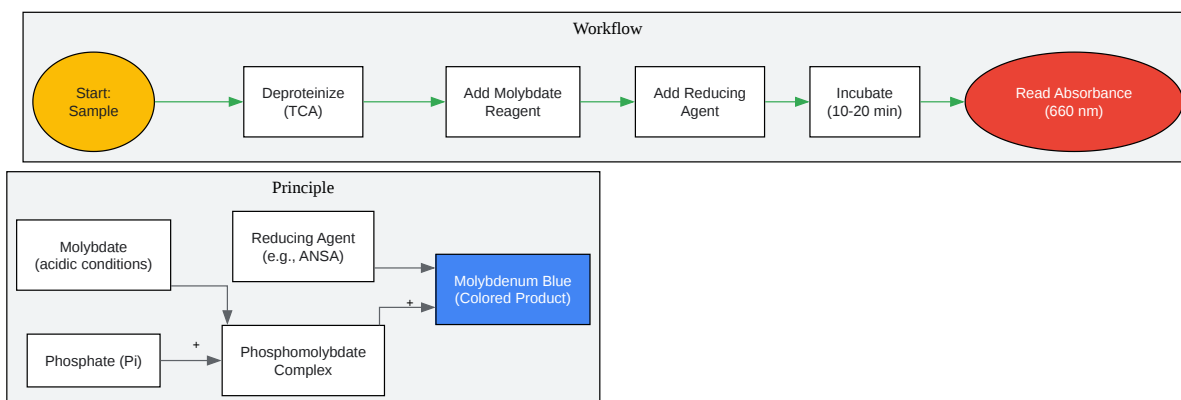 Workflow
Start:
Sample
Deproteinize
(TCA)
Add Molybdate
Reagent
Add Reducing
Agent
Incubate
(10-20 min)
Read Absorbance
(660 nm)
Principle
Molybdate
(acidic conditions)
Reducing Agent
(e.g., ANSA)
Molybdenum Blue
(Colored Product)
+
+
Phosphate (Pi)
Phosphomolybdate
Complex